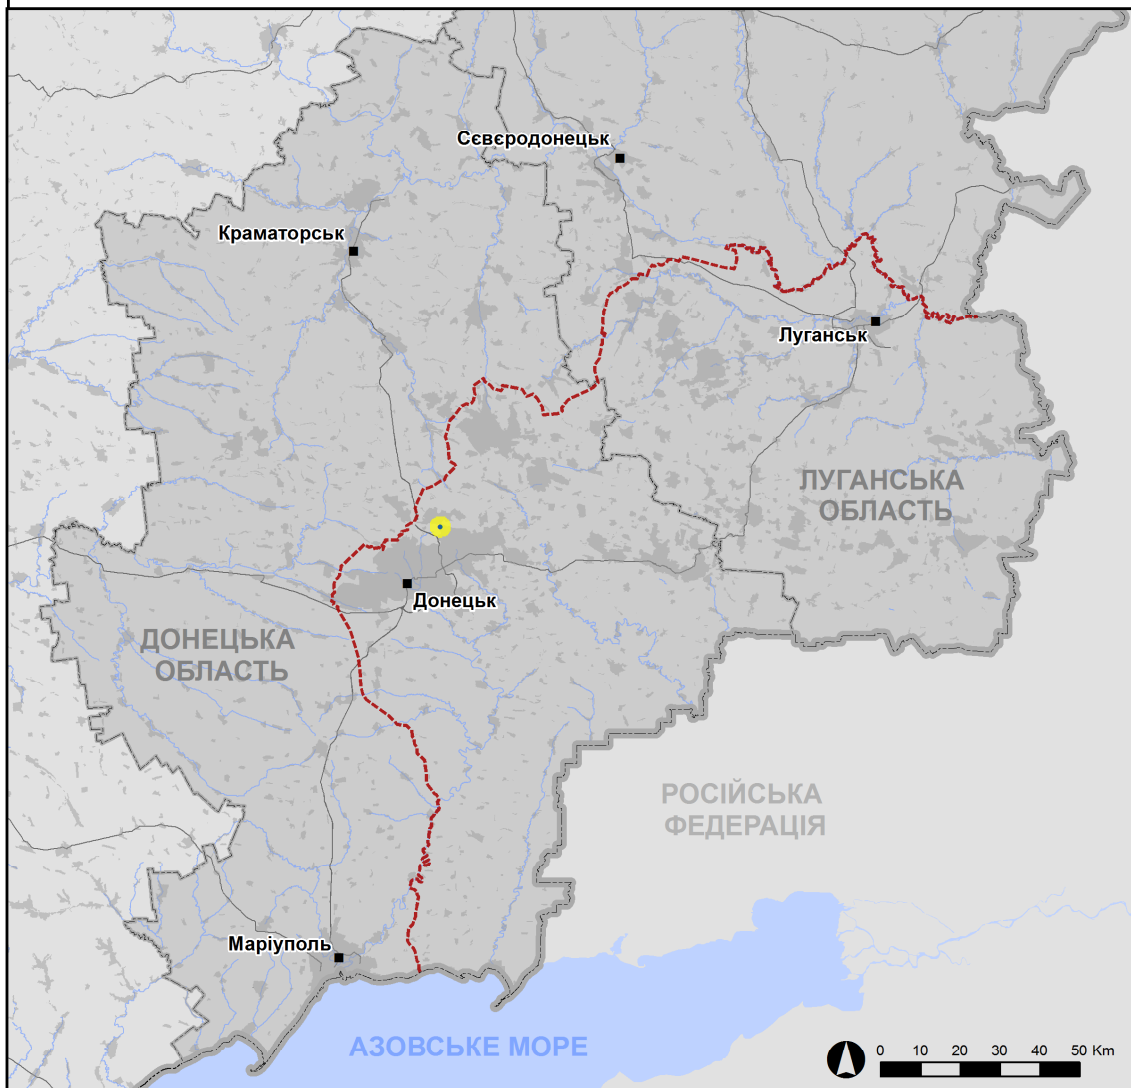 Сєвєродонецьк
Краматорськ
Луганськ
ЛУГАНСЬКА
ОБЛАСТЬ
Донецьк
ДОНЕЦЬКА
ОБЛАСТЬ
РОСІЙСЬКА
ФЕДЕРАЦІЯ
Маріуполь
АЗОВСЬКЕ МОРЕ
0 10 20 30 40 50 Km